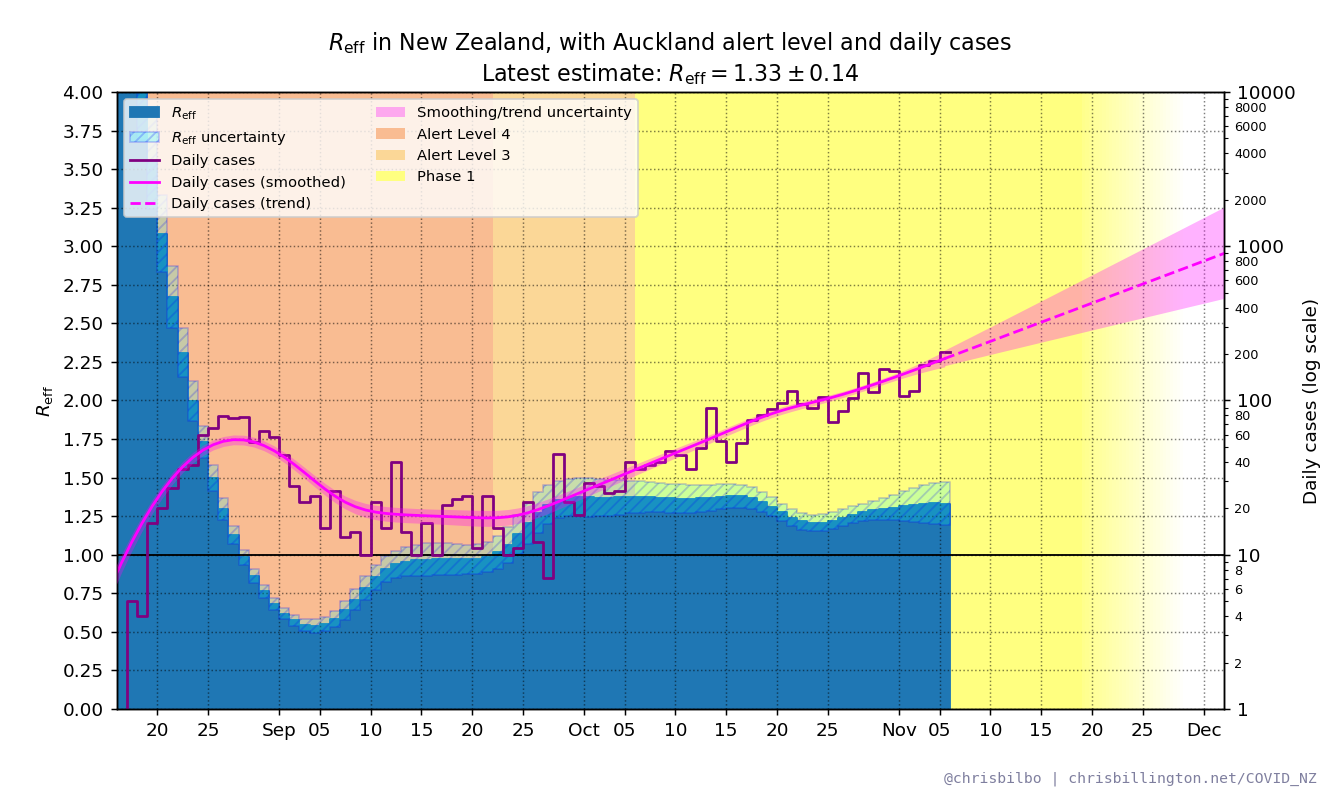 R_eff in New Zealand, with Auckland alert level and daily cases
Latest estimate: R_eff = 1.33 ± 0.14
R_eff
R_eff uncertainty
Daily cases
Daily cases (smoothed)
Daily cases (trend)
Smoothing/trend uncertainty
Alert Level 4
Alert Level 3
Phase 1
R_eff
4.00
3.75
3.50
3.25
3.00
2.75
2.50
2.25
2.00
1.75
1.50
1.25
1.00
0.75
0.50
0.25
0.00
10000
8000
6000
4000
2000
1000
800
600
400
200
100
80
60
40
20
10
8
6
4
2
1
Daily cases (log scale)
20 25 Sep 05 10 15 20 25 Oct 05 10 15 20 25 Nov 05 10 15 20 25 Dec
@chrisbilbo | chrisbillington.net/COVID_NZ